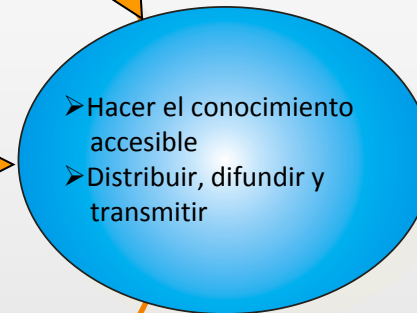 ➢Hacer el conocimiento
accesible
➢Distribuir, difundir y
transmitir